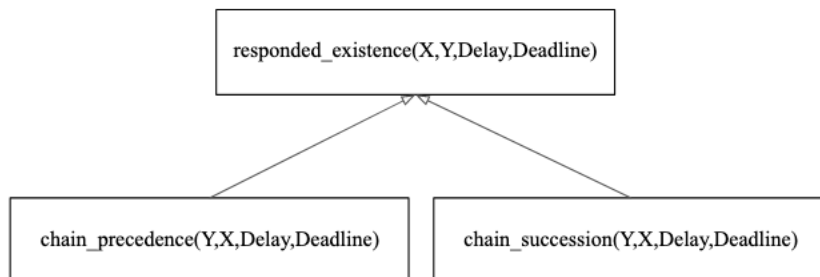 responded_existence(X,Y,Delay,Deadline)
chain_precedence(Y,X,Delay,Deadline)
chain_succession(Y,X,Delay,Deadline)